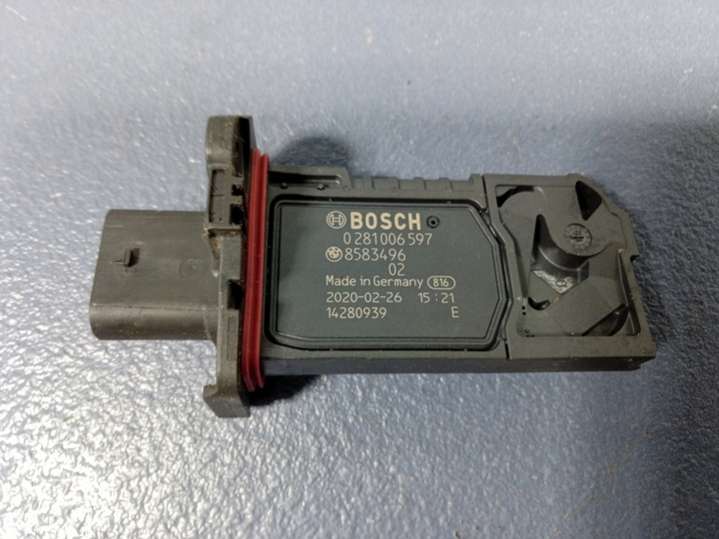 BOSCH
0 281 006 597
8583496
02
Made in Germany 816
2020-02-26 15:21
14280939 E